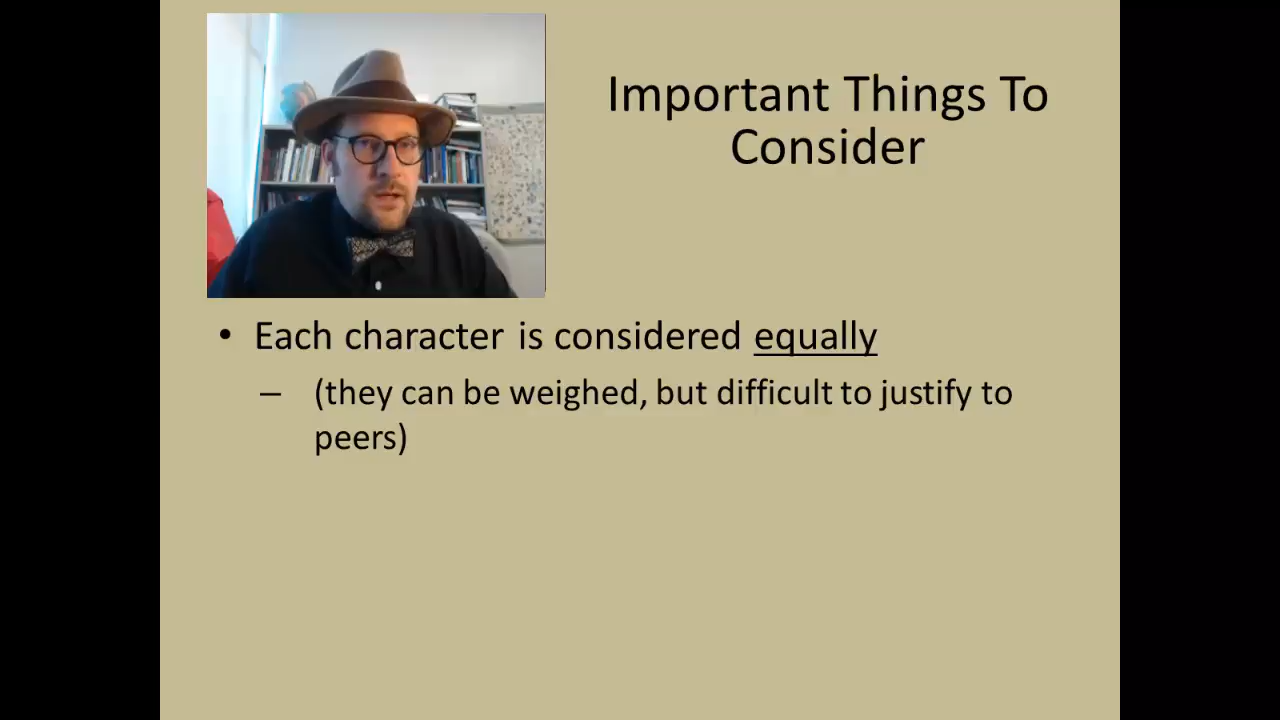 Important Things To
Consider
• Each character is considered equally
– (they can be weighed, but difficult to justify to
peers)